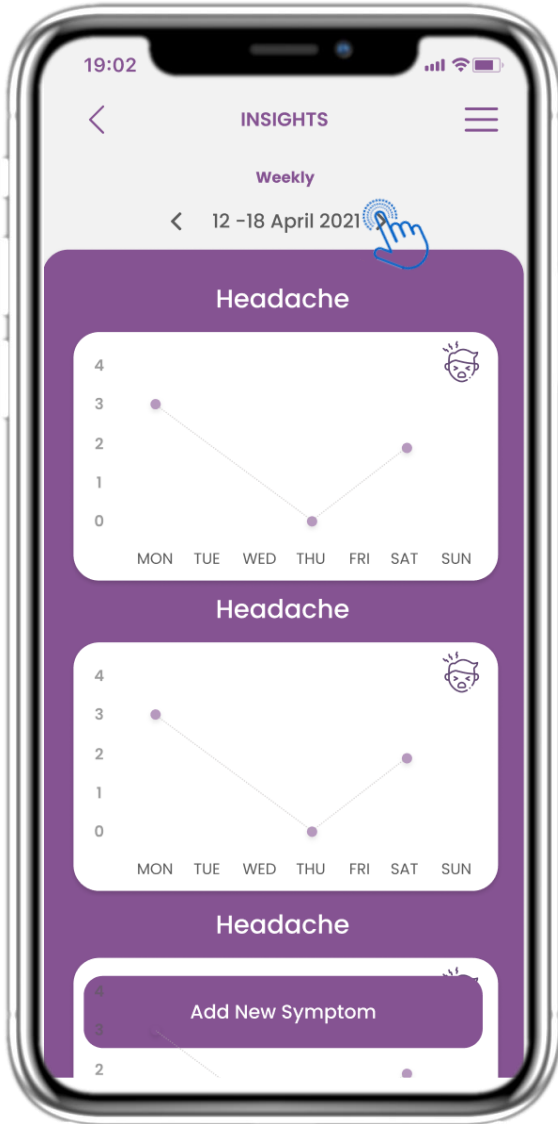 19:02
INSIGHTS
Weekly
12 -18 April 2021
Headache
4
3
2
1
0
MON TUE WED THU FRI SAT SUN
Headache
4
3
2
1
0
MON TUE WED THU FRI SAT SUN
Headache
4
Add New Symptom
3
2